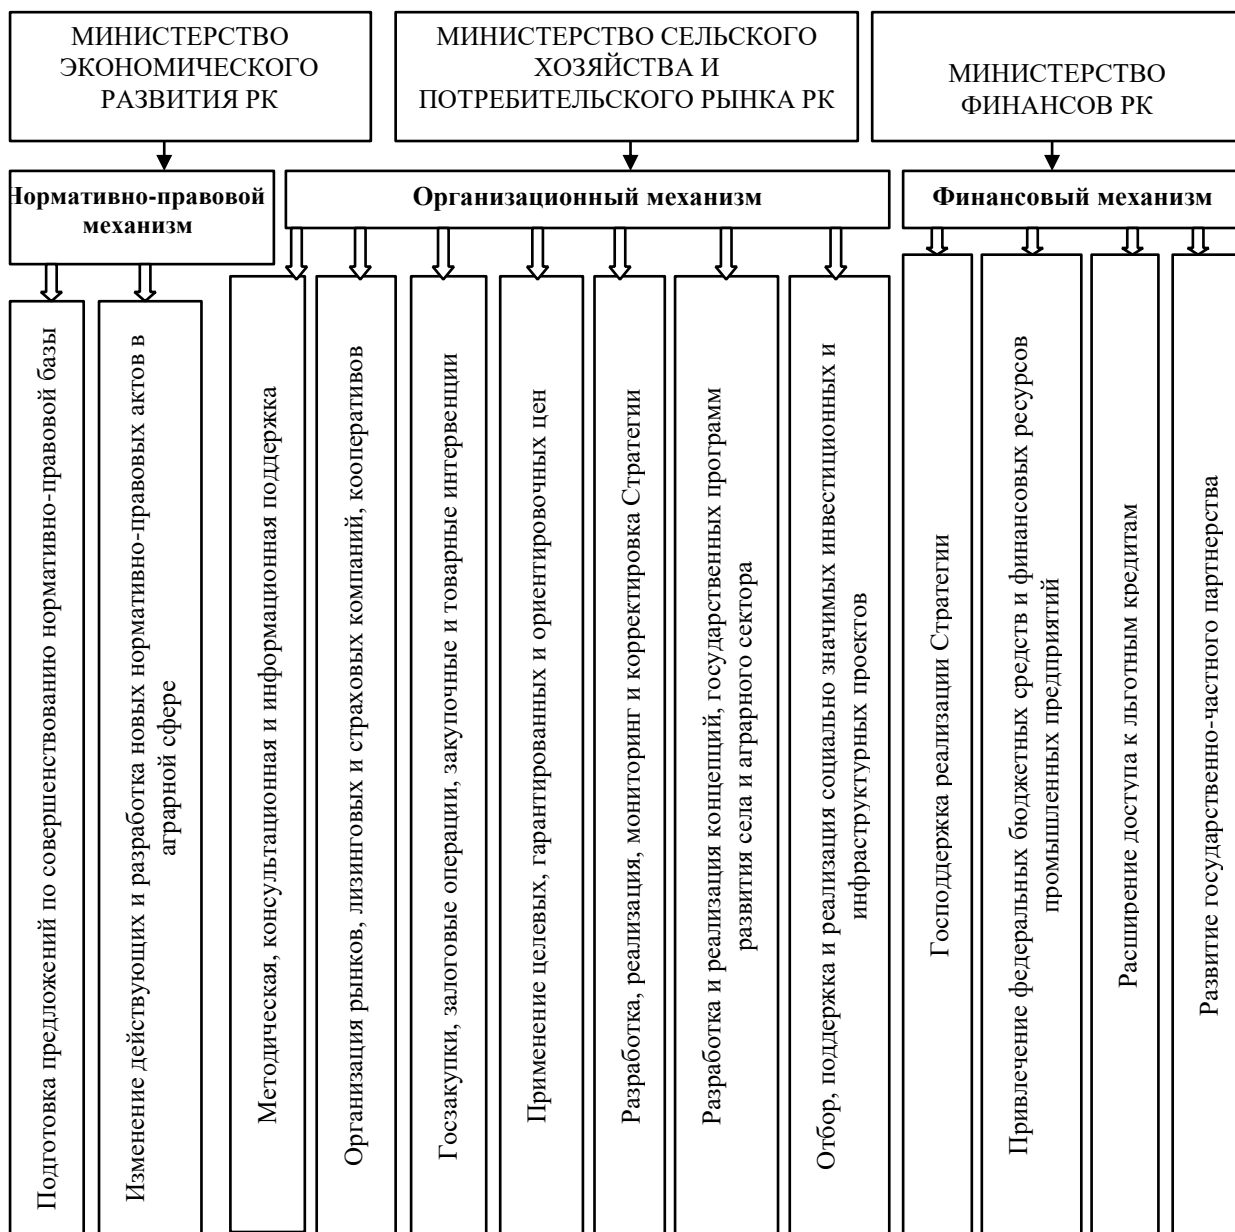 МИНИСТЕРСТВО
ЭКОНОМИЧЕСКОГО
РАЗВИТИЯ РК
МИНИСТЕРСТВО СЕЛЬСКОГО
ХОЗЯЙСТВА И
ПОТРЕБИТЕЛЬСКОГО РЫНКА РК
МИНИСТЕРСТВО
ФИНАНСОВ РК
Нормативно-правовой
механизм
Организационный механизм
Финансовый механизм
Подготовка предложений по совершенствованию нормативно-правовой базы
Изменение действующих и разработка новых нормативно-правовых актов в
аграрной сфере
Методическая, консультационная и информационная поддержка
Организация рынков, лизинговых и страховых компаний, кооперативов
Госзакупки, залоговые операции, закупочные и товарные интервенции
Применение целевых, гарантированных и ориентировочных цен
Разработка, реализация, мониторинг и корректировка Стратегии
Разработка и реализация концепций, государственных программ
развития села и аграрного сектора
Отбор, поддержка и реализация социально значимых инвестиционных и
инфраструктурных проектов
Господдержка реализации Стратегии
Привлечение федеральных бюджетных средств и финансовых ресурсов
промышленных предприятий
Расширение доступа к льготным кредитам
Развитие государственно-частного партнерства